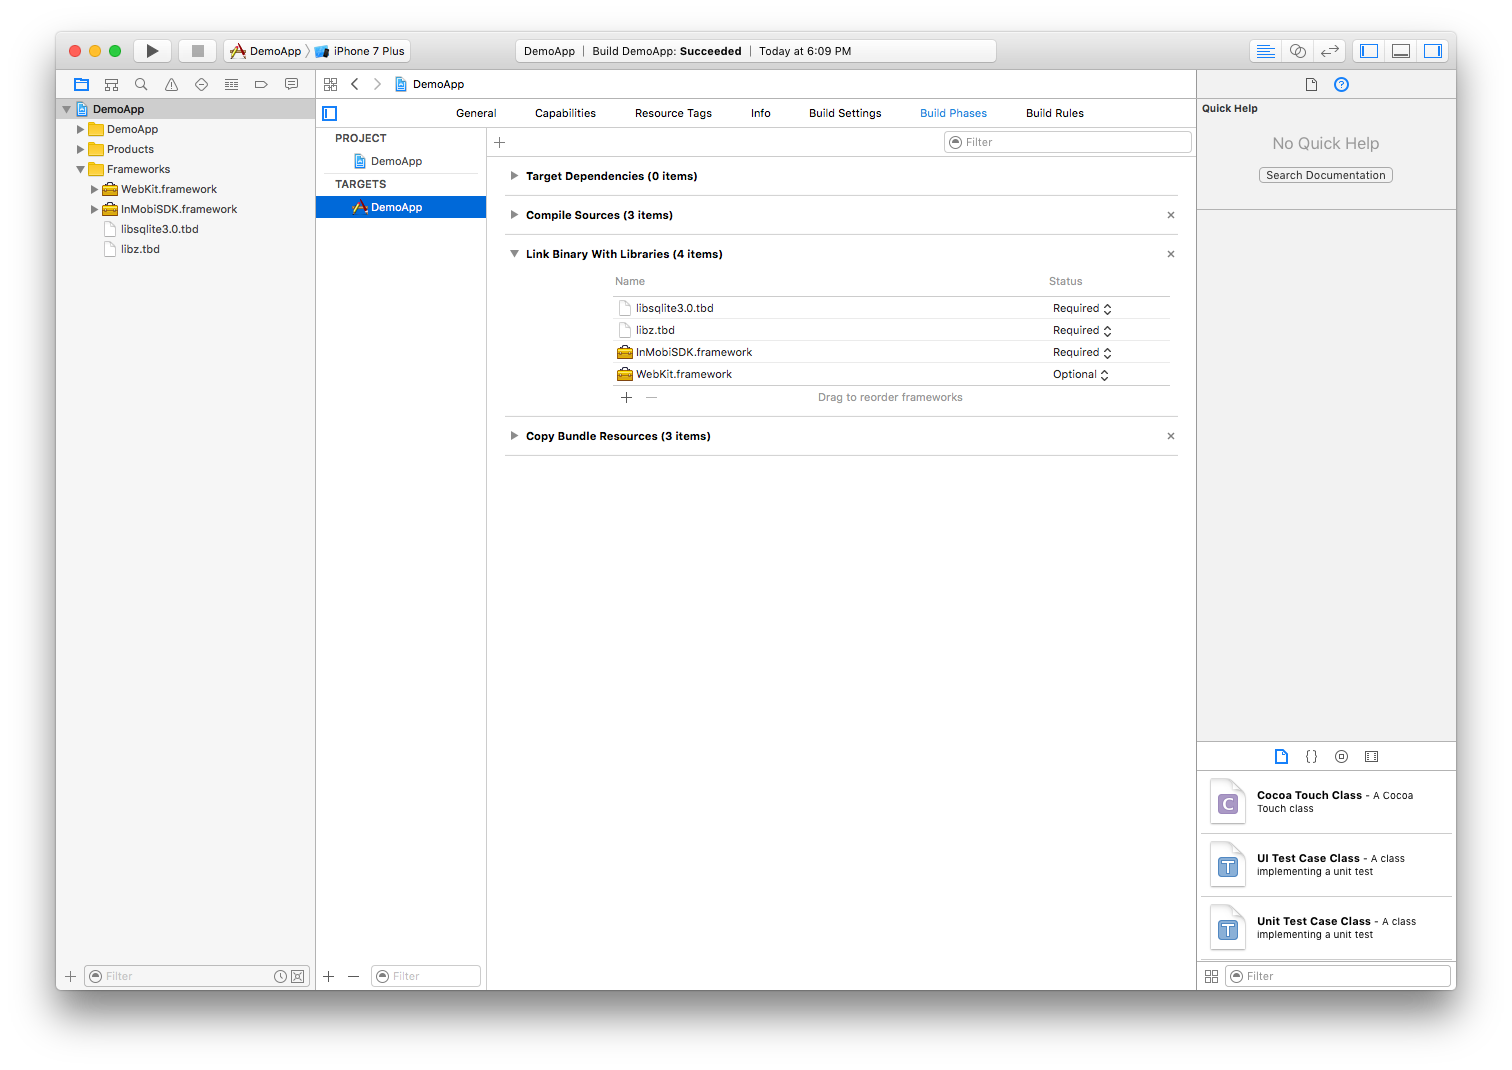 DemoApp iPhone 7 Plus
DemoApp | Build DemoApp: Succeeded | Today at 6:09 PM
DemoApp
DemoApp
Products
Frameworks
WebKit.framework
InMobiSDK.framework
libsqlite3.0.tbd
libz.tbd
Filter
DemoApp
General Capabilities Resource Tags Info Build Settings Build Phases Build Rules
PROJECT
DemoApp
TARGETS
DemoApp
Filter
Filter
Target Dependencies (0 items)
Compile Sources (3 items)
Link Binary With Libraries (4 items)
Name Status
libsqlite3.0.tbd Required
libz.tbd Required
InMobiSDK.framework Required
WebKit.framework Optional
Drag to reorder frameworks
Copy Bundle Resources (3 items)
Quick Help
No Quick Help
Search Documentation
{ }
C
Cocoa Touch Class - A Cocoa
Touch class
T
UI Test Case Class - A class
implementing a unit test
T
Unit Test Case Class - A class
implementing a unit test
Filter